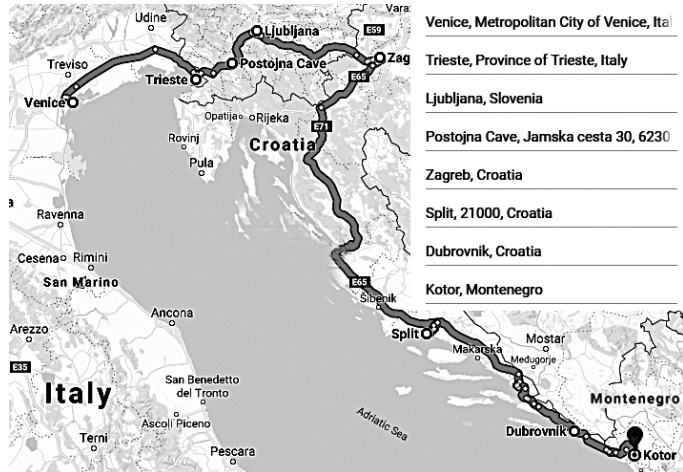 Venice, Metropolitan City of Venice, Ital
Trieste, Province of Trieste, Italy
Ljubljana, Slovenia
Postojna Cave, Jamska cesta 30, 6230
Zagreb, Croatia
Split, 21000, Croatia
Dubrovnik, Croatia
Kotor, Montenegro
Udine
Varaz
Ljubljana
E59
Treviso
Postojna Cave
Zag
Trieste
E65
Venice
Opatija
Rijeka
E71
Croatia
Rovinj
Pula
Ravenna
Cesena
Rimini
San Marino
E65
Šibenik
Ancona
Arezzo
Split
Mostar
Makarska
Međugorje
E35
San Benedetto
del Tronto
Italy
Montenegro
Ascoli Piceno
Adriatic Sea
Dubrovnik
Terni
Pescara
Kotor